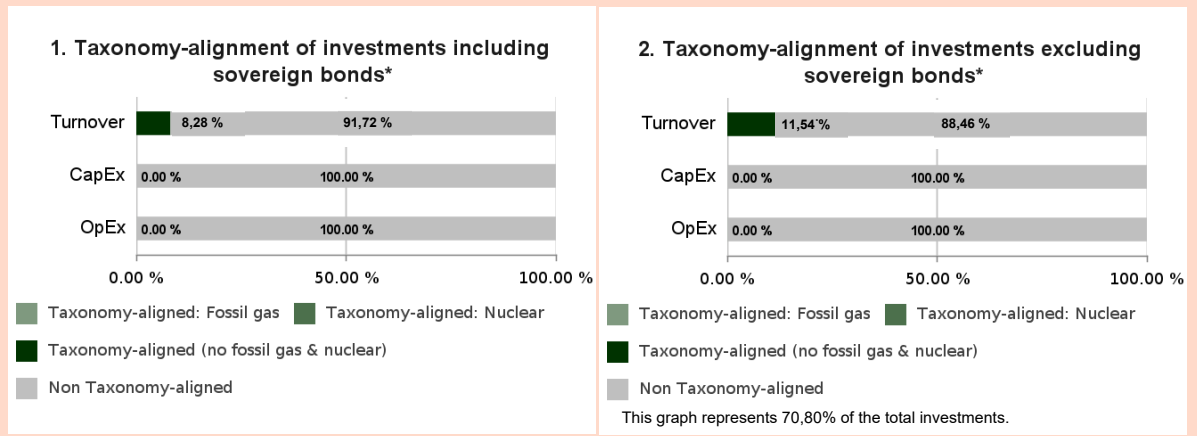 1. Taxonomy-alignment of investments including
sovereign bonds*
Turnover 8,28 % 91,72 %
CapEx 0.00 % 100.00 %
OpEx 0.00 % 100.00 %
0.00 % 50.00 % 100.00 %
Taxonomy-aligned: Fossil gas Taxonomy-aligned: Nuclear
Taxonomy-aligned (no fossil gas & nuclear)
Non Taxonomy-aligned
2. Taxonomy-alignment of investments excluding
sovereign bonds*
Turnover 11,54 % 88,46 %
CapEx 0.00 % 100.00 %
OpEx 0.00 % 100.00 %
0.00 % 50.00 % 100.00 %
Taxonomy-aligned: Fossil gas Taxonomy-aligned: Nuclear
Taxonomy-aligned (no fossil gas & nuclear)
Non Taxonomy-aligned
This graph represents 70,80% of the total investments.